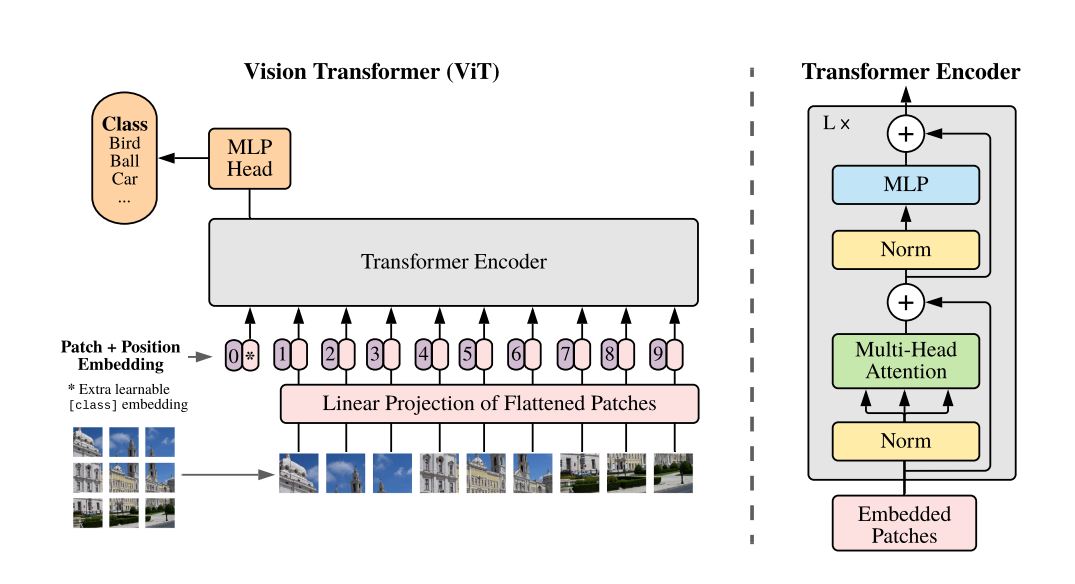 Vision Transformer (ViT)
Class
Bird
Ball
Car
...
MLP
Head
Transformer Encoder
Patch + Position
Embedding
0 * 1 2 3 4 5 6 7 8 9
* Extra learnable
[class] embedding
Linear Projection of Flattened Patches
Transformer Encoder
L x
+
MLP
Norm
+
Multi-Head
Attention
Norm
Embedded
Patches